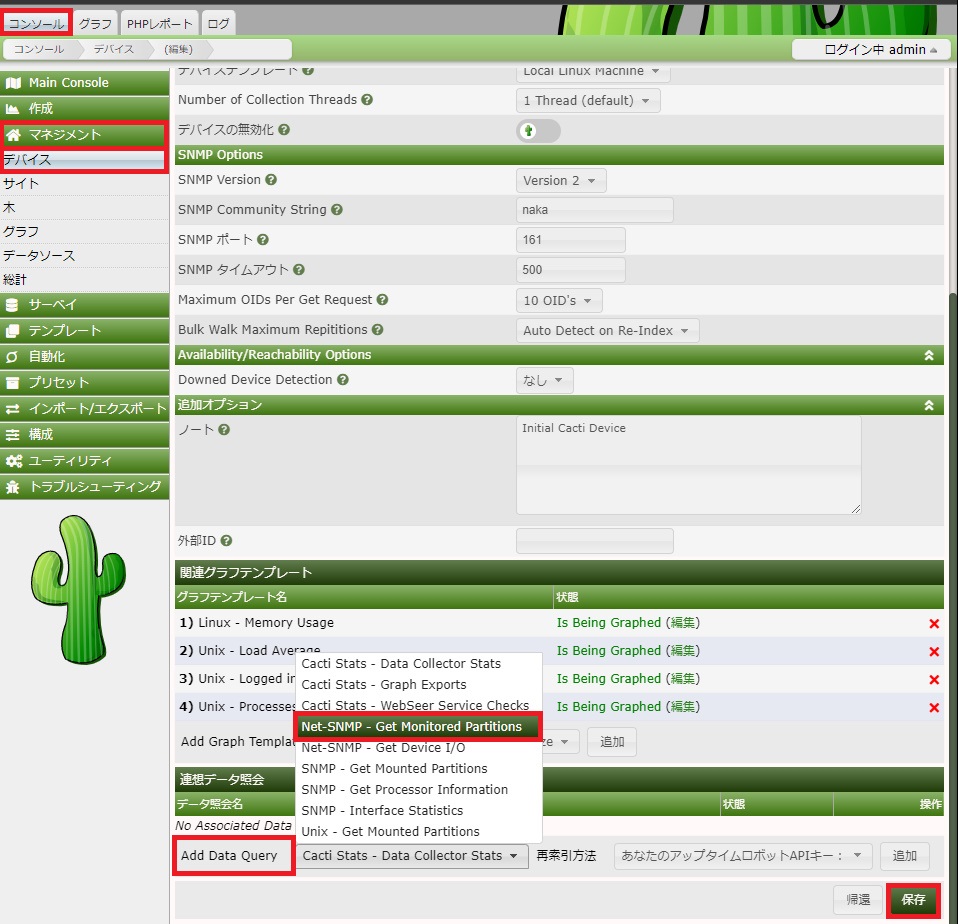 コンソール グラフ PHPレポート ログ
コンソール デバイス (編集) ログイン中 admin
Main Console
作成
マネジメント
デバイス
サイト
木
グラフ
データソース
総計
サーベイ
テンプレート
自動化
プリセット
インポート/エクスポート
構成
ユーティリティ
トラブルシューティング
デバイステンプレート Local Linux Machine
Number of Collection Threads 1 Thread (default)
デバイスの無効化
SNMP Options
SNMP Version Version 2
SNMP Community String naka
SNMP ポート 161
SNMP タイムアウト 500
Maximum OIDs Per Get Request 10 OID's
Bulk Walk Maximum Repititions Auto Detect on Re-Index
Availability/Reachability Options
Downed Device Detection なし
追加オプション
ノート Initial Cacti Device
外部ID
関連グラフテンプレート
グラフテンプレート名 状態
1) Linux - Memory Usage Is Being Graphed (編集)
2) Unix - Load Average Is Being Graphed (編集)
3) Unix - Logged in Is Being Graphed (編集)
4) Unix - Processes Is Being Graphed (編集)
Add Graph Templat ze 追加
Cacti Stats - Data Collector Stats
Cacti Stats - Graph Exports
Cacti Stats - WebSeer Service Checks
Net-SNMP - Get Monitored Partitions
Net-SNMP - Get Device I/O
SNMP - Get Mounted Partitions
SNMP - Get Processor Information
SNMP - Interface Statistics
Unix - Get Mounted Partitions
連想データ照会
データ照会名 状態 操作
No Associated Data
Add Data Query Cacti Stats - Data Collector Stats 再索引方法 あなたのアップタイムロボットAPIキー： 追加
帰還 保存